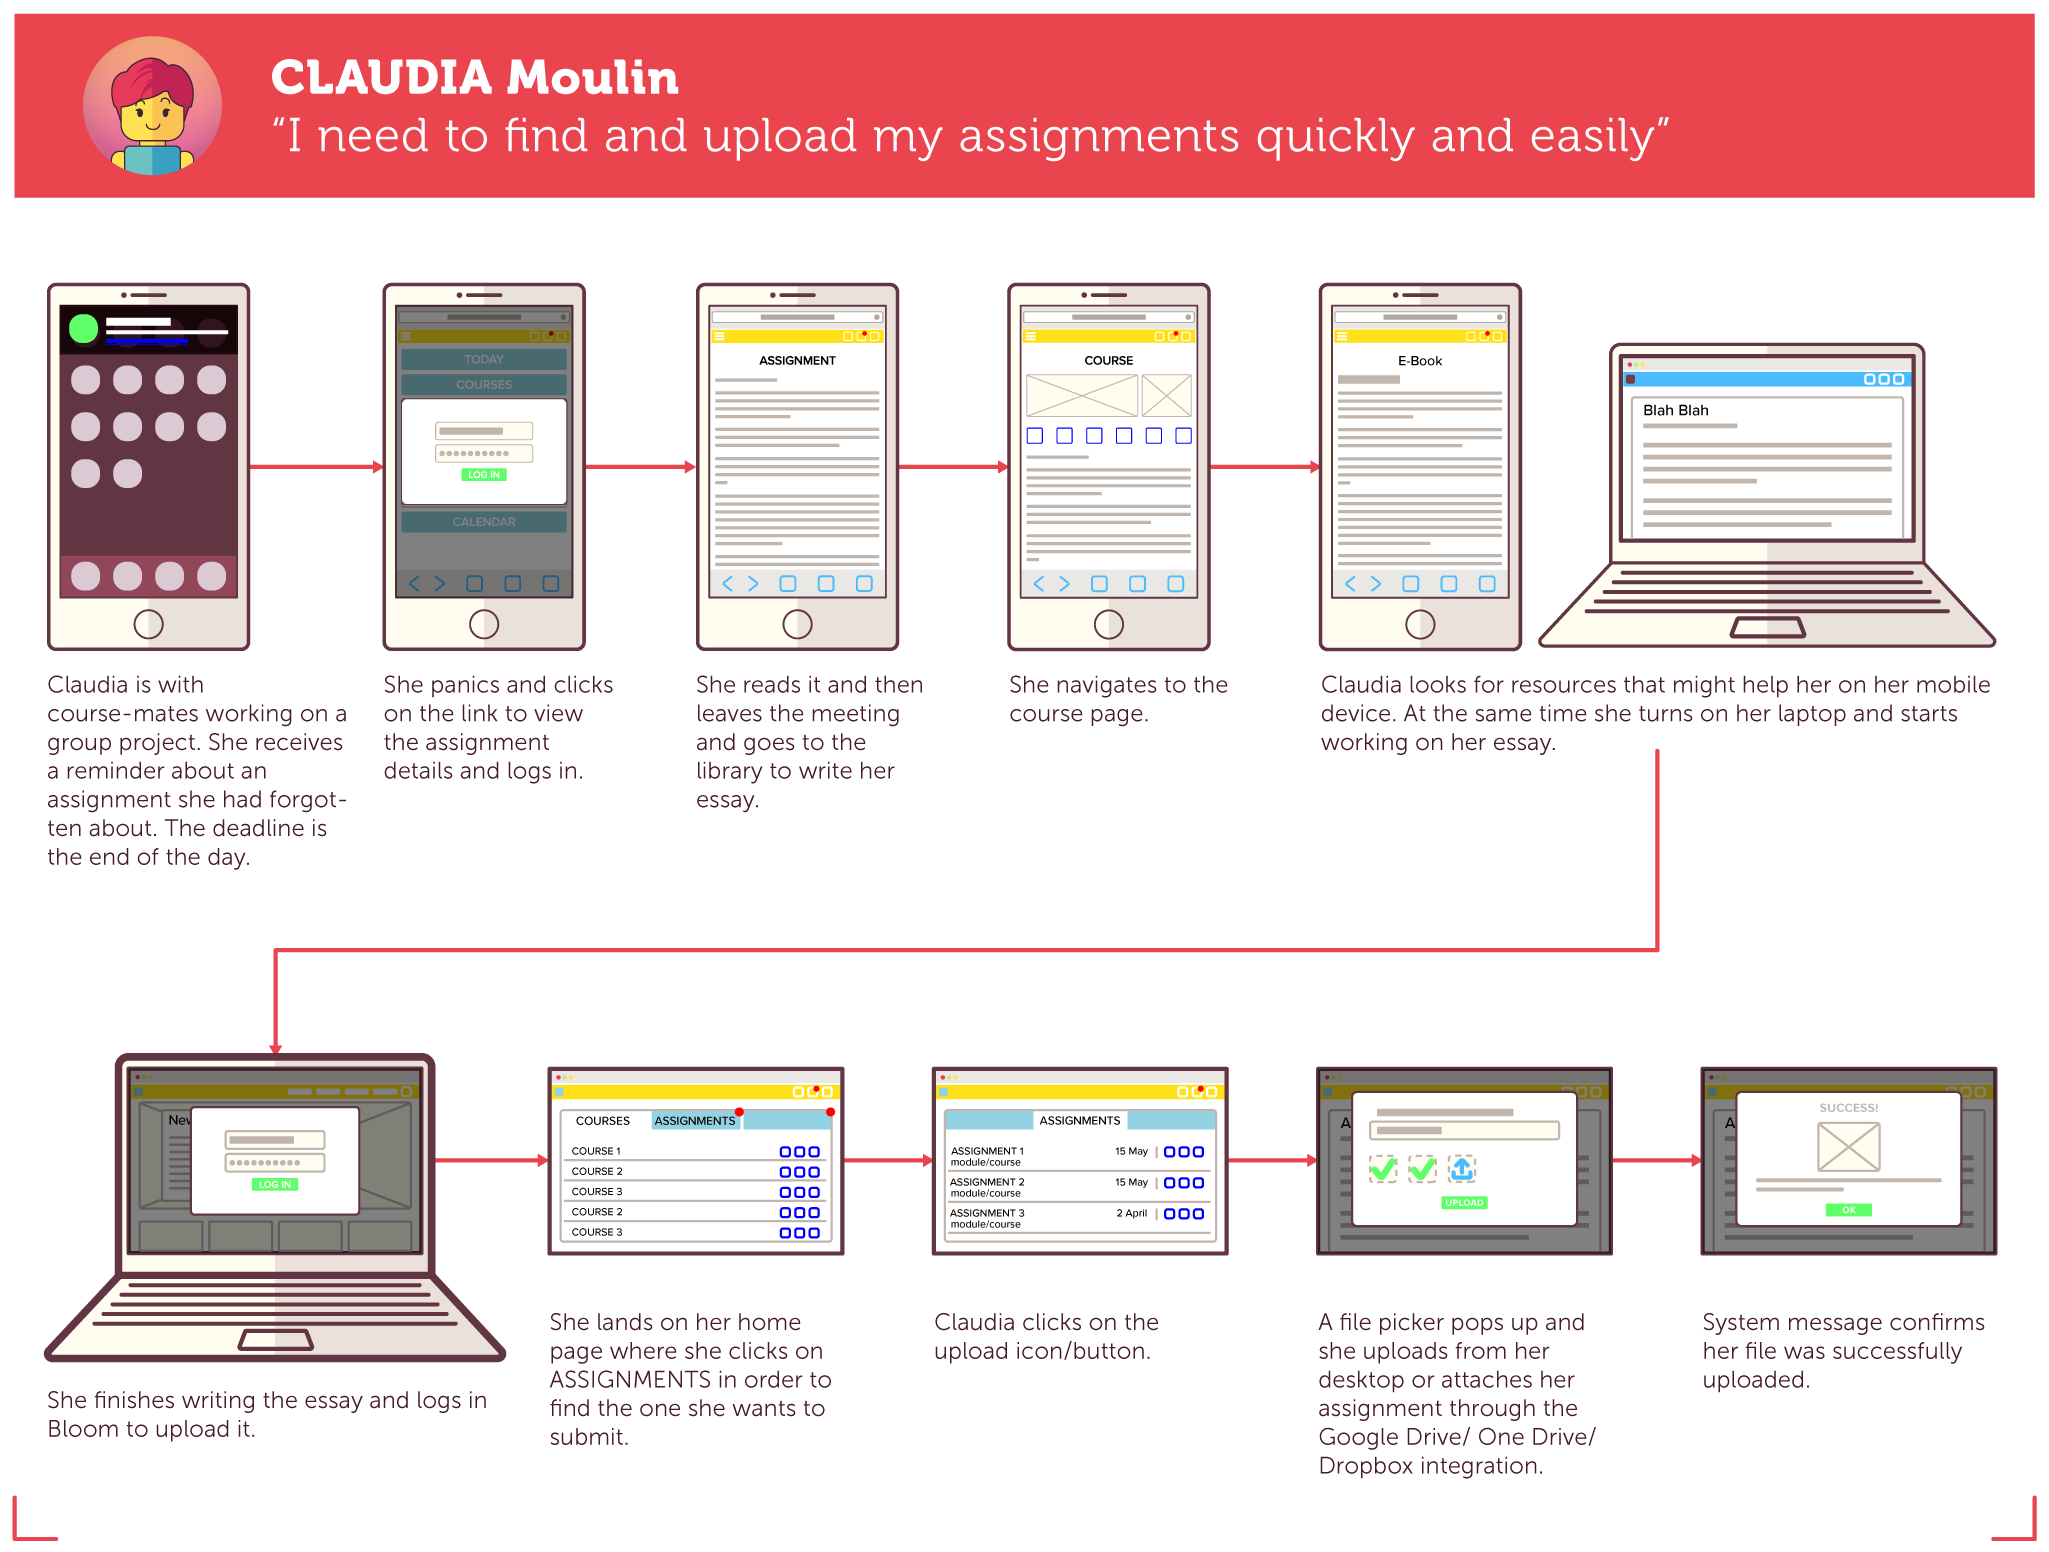 CLAUDIA Moulin
“I need to find and upload my assignments quickly and easily”
TODAY
COURSES
LOG IN
CALENDAR
ASSIGNMENT
COURSE
E-Book
Blah Blah
Claudia is with
course-mates working on a
group project. She receives
a reminder about an
assignment she had forgot-
ten about. The deadline is
the end of the day.
She panics and clicks
on the link to view
the assignment
details and logs in.
She reads it and then
leaves the meeting
and goes to the
library to write her
essay.
She navigates to the
course page.
Claudia looks for resources that might help her on her mobile
device. At the same time she turns on her laptop and starts
working on her essay.
New
LOG IN
COURSES
ASSIGNMENTS
COURSE 1
COURSE 2
COURSE 3
COURSE 2
COURSE 3
ASSIGNMENTS
ASSIGNMENT 1 15 May
module/course
ASSIGNMENT 2 15 May
module/course
ASSIGNMENT 3 2 April
module/course
A
UPLOAD
A
SUCCESS!
OK
She finishes writing the essay and logs in
Bloom to upload it.
She lands on her home
page where she clicks on
ASSIGNMENTS in order to
find the one she wants to
submit.
Claudia clicks on the
upload icon/button.
A file picker pops up and
she uploads from her
desktop or attaches her
assignment through the
Google Drive/ One Drive/
Dropbox integration.
System message confirms
her file was successfully
uploaded.